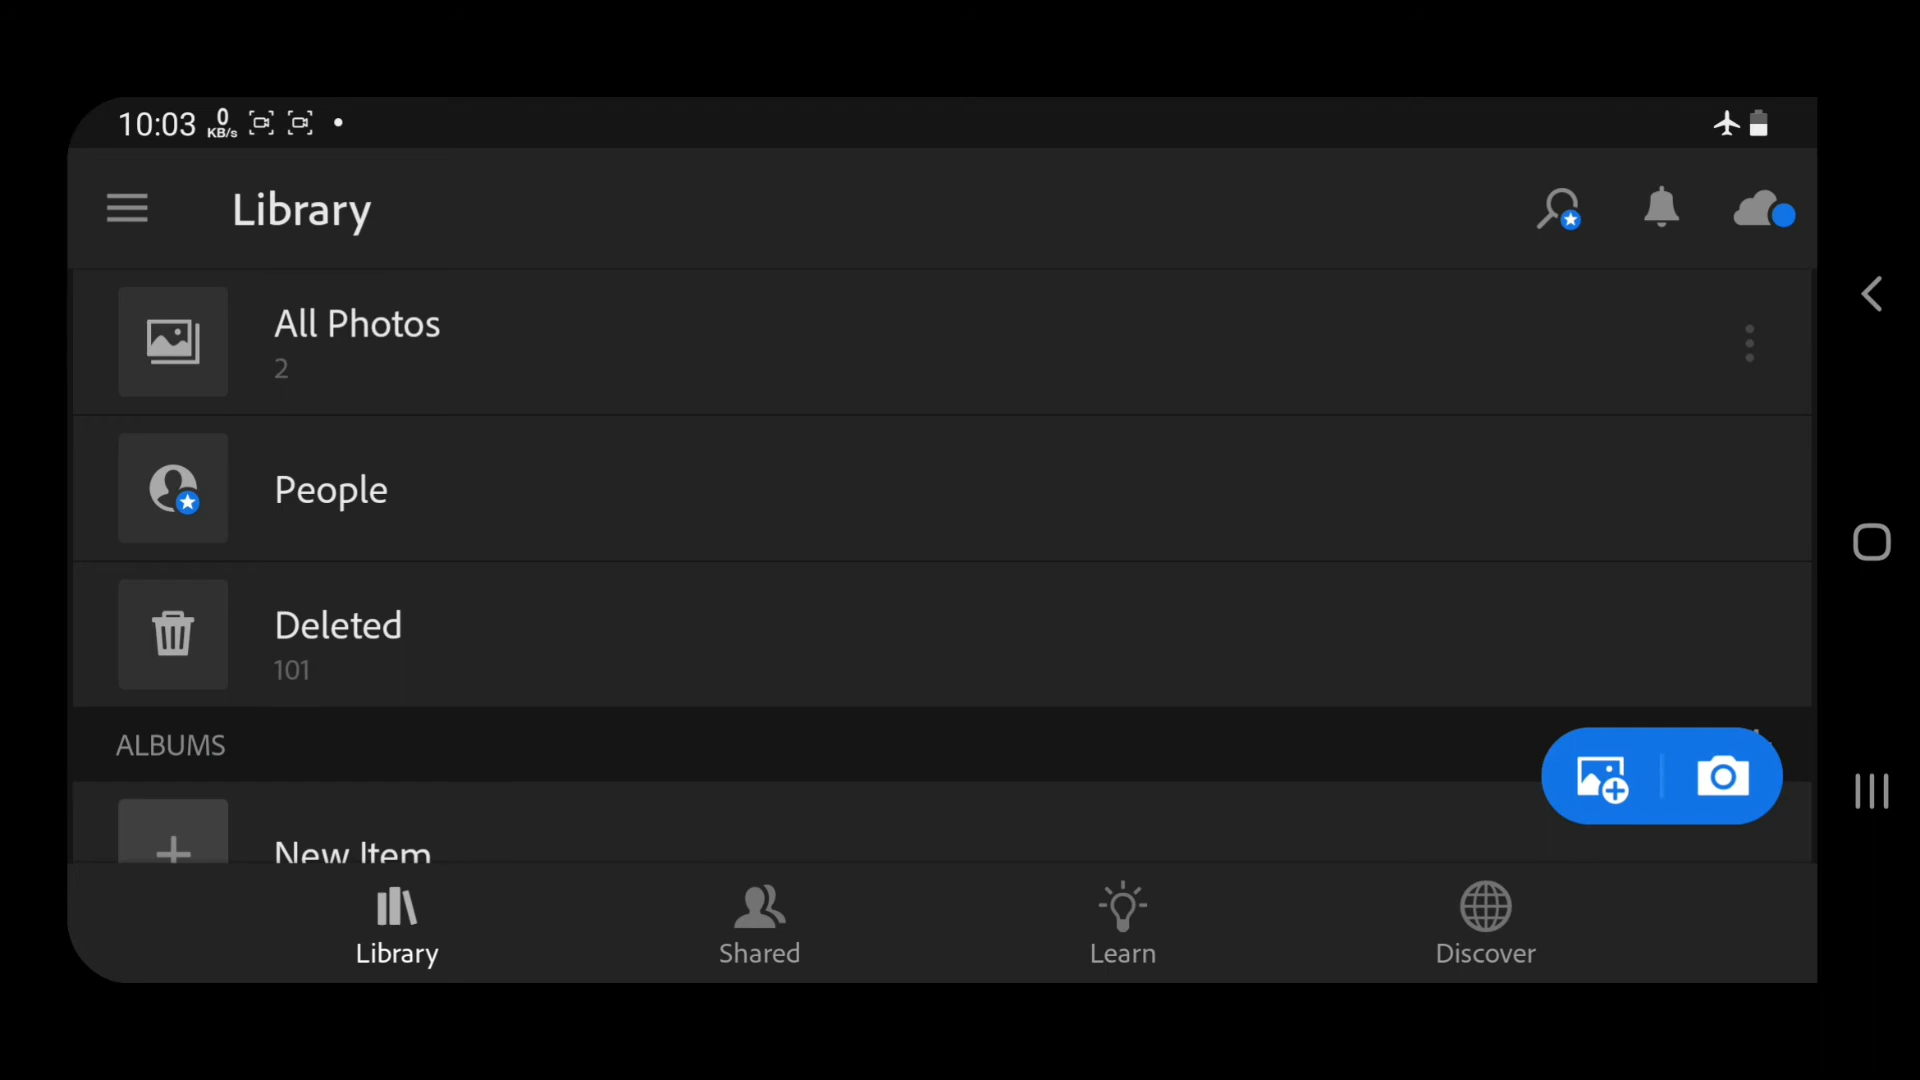 10:03 0 KB/s
Library
All Photos
2
People
Deleted
101
ALBUMS
New Item
Library Shared Learn Discover